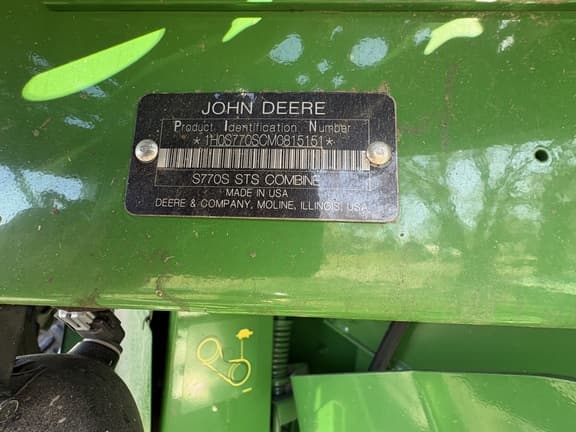 JOHN DEERE
Product Identification Number
*1H0S770SCM0815151*
S770S STS COMBINE
MADE IN USA
DEERE & COMPANY, MOLINE, ILLINOIS, USA